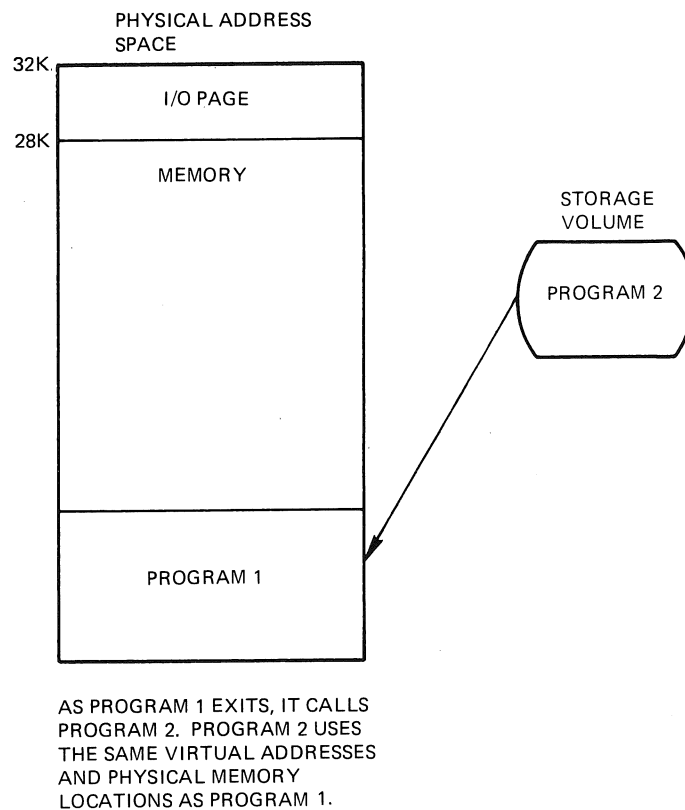 PHYSICAL ADDRESS
SPACE
32K
I/O PAGE
28K
MEMORY
STORAGE
VOLUME
PROGRAM 2
PROGRAM 1
AS PROGRAM 1 EXITS, IT CALLS
PROGRAM 2. PROGRAM 2 USES
THE SAME VIRTUAL ADDRESSES
AND PHYSICAL MEMORY
LOCATIONS AS PROGRAM 1.